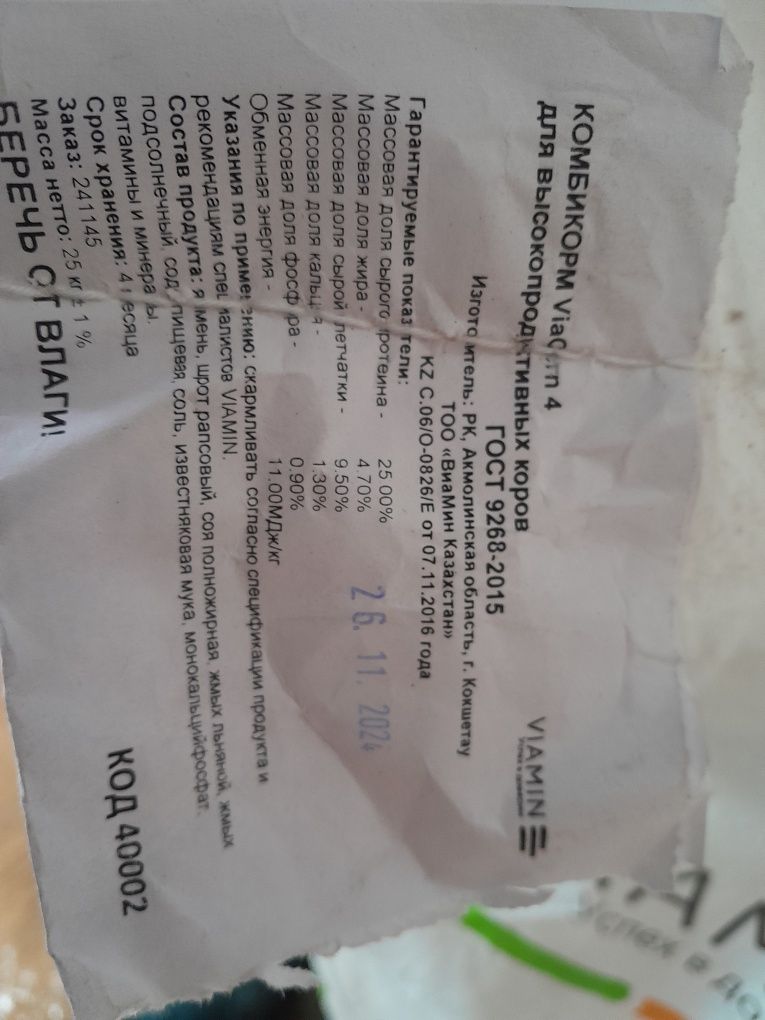 КОМБИКОРМ 4
для высокопродуктивных коров
VIAMIN
ГОСТ 9268-2015
Изготовитель: РК, Акмолинская область, г. Кокшетау
ТОО «ВиаМин Казахстан»
KZ C.06/O-0826/E от 07.11.2016 года
Гарантируемые показатели:
Массовая доля сырого протеина - 25.00%
Массовая доля жира - 4.70%
Массовая доля сырой клетчатки - 9.50%
Массовая доля кальция - 1.30%
Массовая доля фосфора - 0.90%
Обменная энергия - 11.00МДж/кг
26.11.2024
Указания по применению: скармливать согласно спецификации продукта и
рекомендациям специалистов VIAMIN.
Состав продукта: ячмень, шрот рапсовый, соя полножирная, жмых льняной, жмых
подсолнечный, сода пищевая, соль, известняковая мука, монокальцийфосфат,
витамины и минералы.
Срок хранения: 4 месяца
Заказ: 241145
Масса нетто: 25 кг ± 1 %
КОД 40002
БЕРЕЧЬ ОТ ВЛАГИ!